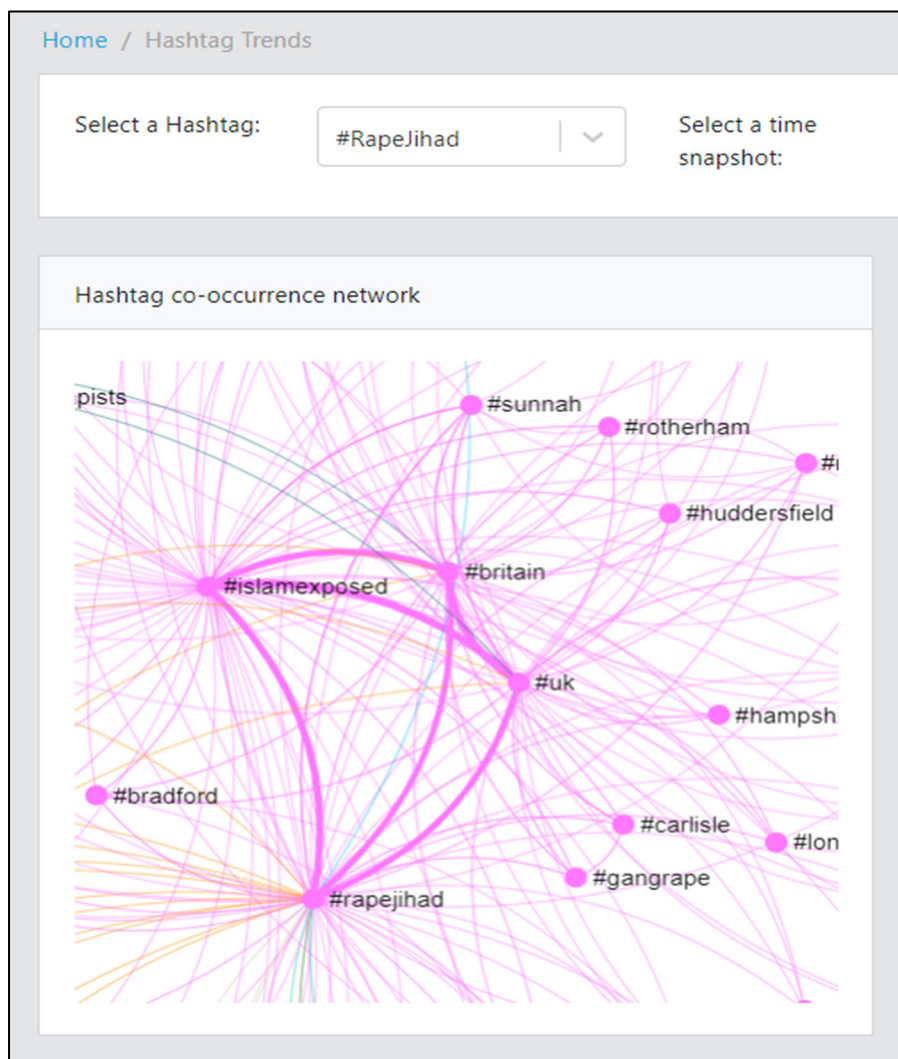 Home / Hashtag Trends
Select a Hashtag:
#RapeJihad
Select a time
snapshot:
Hashtag co-occurrence network
pists
#sunnah
#rotherham
#huddersfield
#britain
#islamexposed
#uk
#hampsh
#bradford
#carlisle
#lon
#gangrape
#rapejihad